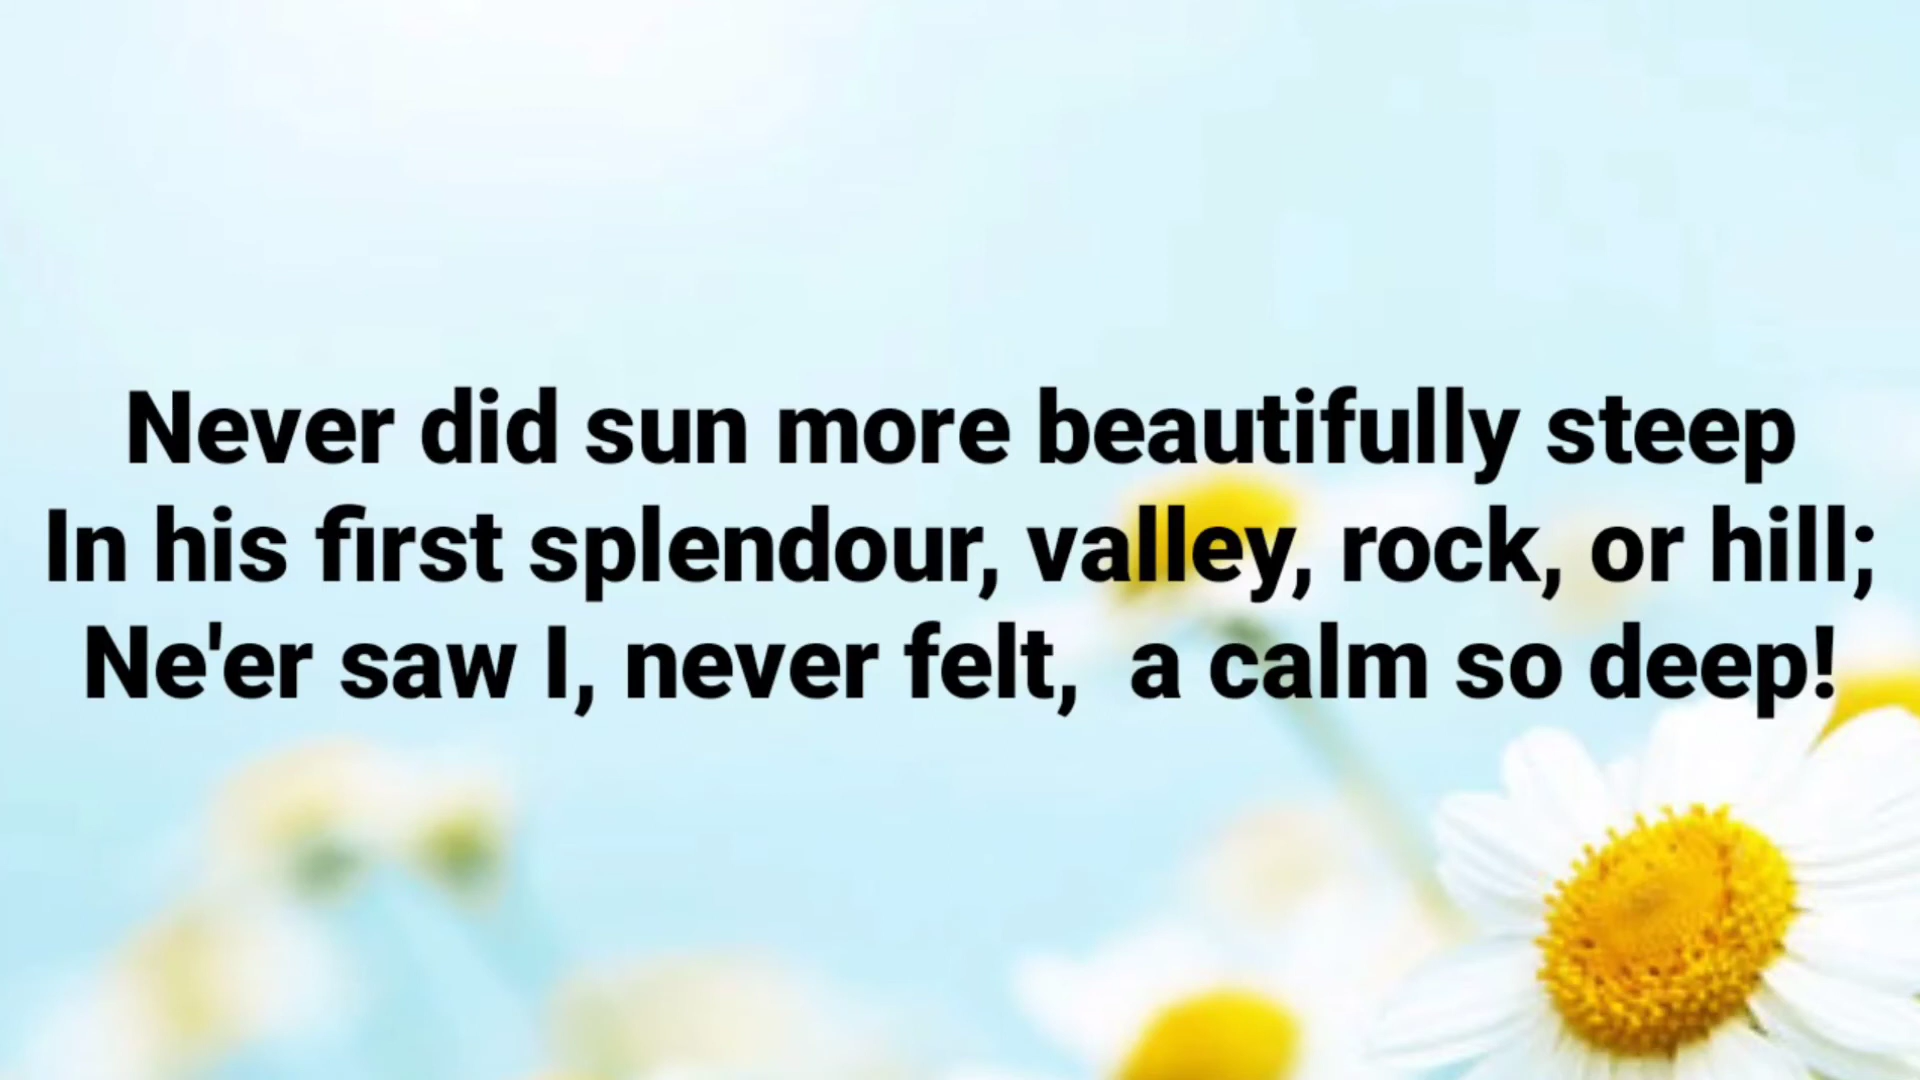 Never did sun more beautifully steep
In his first splendour, valley, rock, or hill;
Ne'er saw I, never felt,  a calm so deep!